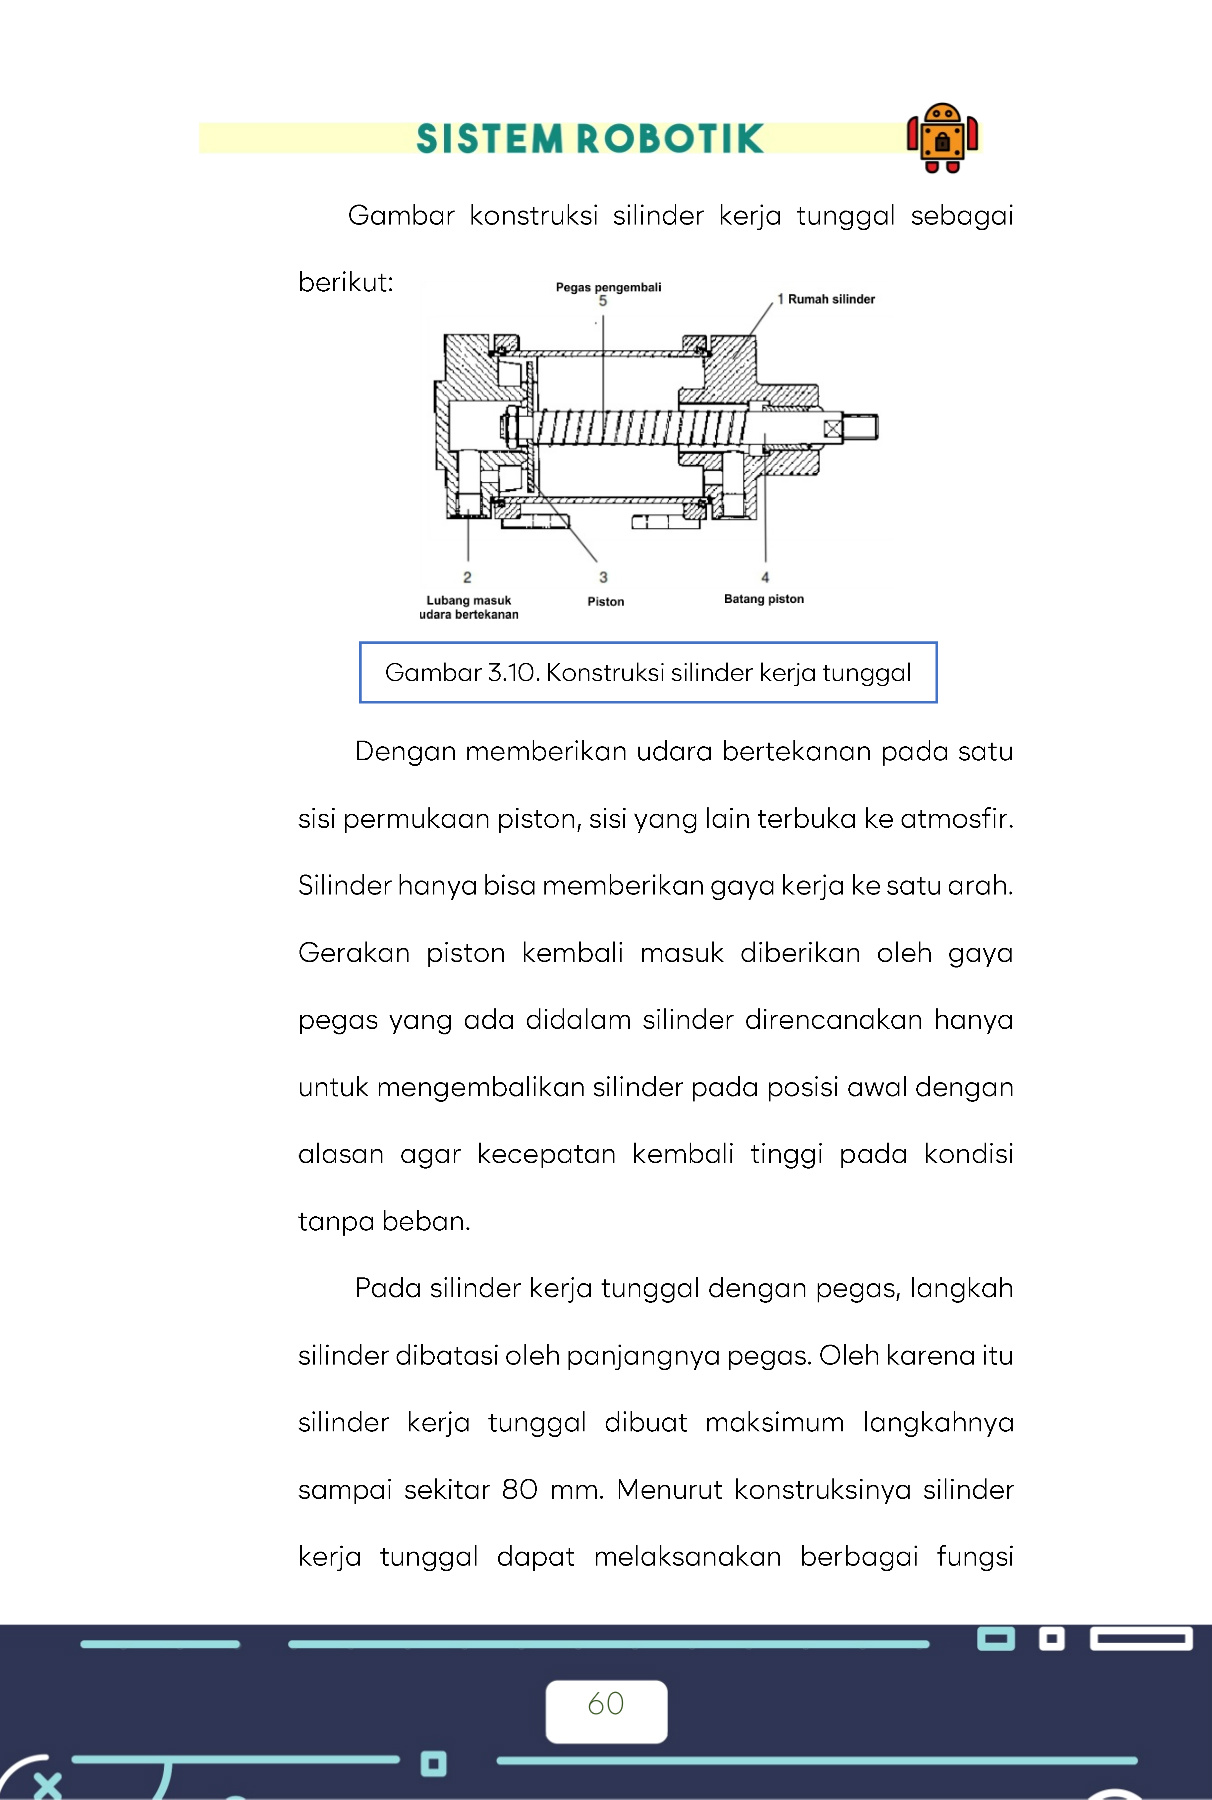 SISTEM ROBOTIK
Gambar konstruksi silinder kerja tunggal sebagai
berikut:
Pegas pengembali
5
1 Rumah silinder
2
3
4
Lubang masuk
udara bertekanan
Piston
Batang piston
Gambar 3.10. Konstruksi silinder kerja tunggal
Dengan memberikan udara bertekanan pada satu
sisi permukaan piston, sisi yang lain terbuka ke atmosfir.
Silinder hanya bisa memberikan gaya kerja ke satu arah.
Gerakan piston kembali masuk diberikan oleh gaya
pegas yang ada didalam silinder direncanakan hanya
untuk mengembalikan silinder pada posisi awal dengan
alasan agar kecepatan kembali tinggi pada kondisi
tanpa beban.
Pada silinder kerja tunggal dengan pegas, langkah
silinder dibatasi oleh panjangnya pegas. Oleh karena itu
silinder kerja tunggal dibuat maksimum langkahnya
sampai sekitar 80 mm. Menurut konstruksinya silinder
kerja tunggal dapat melaksanakan berbagai fungsi
60